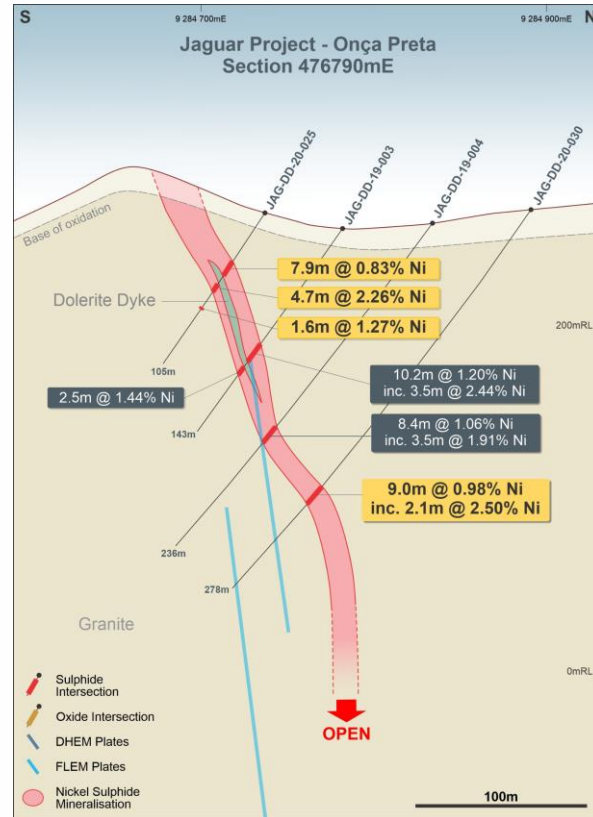 S
9 284 700mE
9 284 900mE
N
Jaguar Project - Onça Preta
Section 476790mE
JAG-DD-20-025
JAG-DD-19-003
JAG-DD-19-004
JAG-DD-20-030
Base of oxidation
7.9m @ 0.83% Ni
Dolerite Dyke
4.7m @ 2.26% Ni
1.6m @ 1.27% Ni
200mRL
105m
10.2m @ 1.20% Ni
inc. 3.5m @ 2.44% Ni
2.5m @ 1.44% Ni
143m
8.4m @ 1.06% Ni
inc. 3.5m @ 1.91% Ni
9.0m @ 0.98% Ni
inc. 2.1m @ 2.50% Ni
236m
278m
Granite
0mRL
Sulphide
Intersection
Oxide Intersection
DHEM Plates
FLEM Plates
Nickel Sulphide
Mineralisation
OPEN
100m